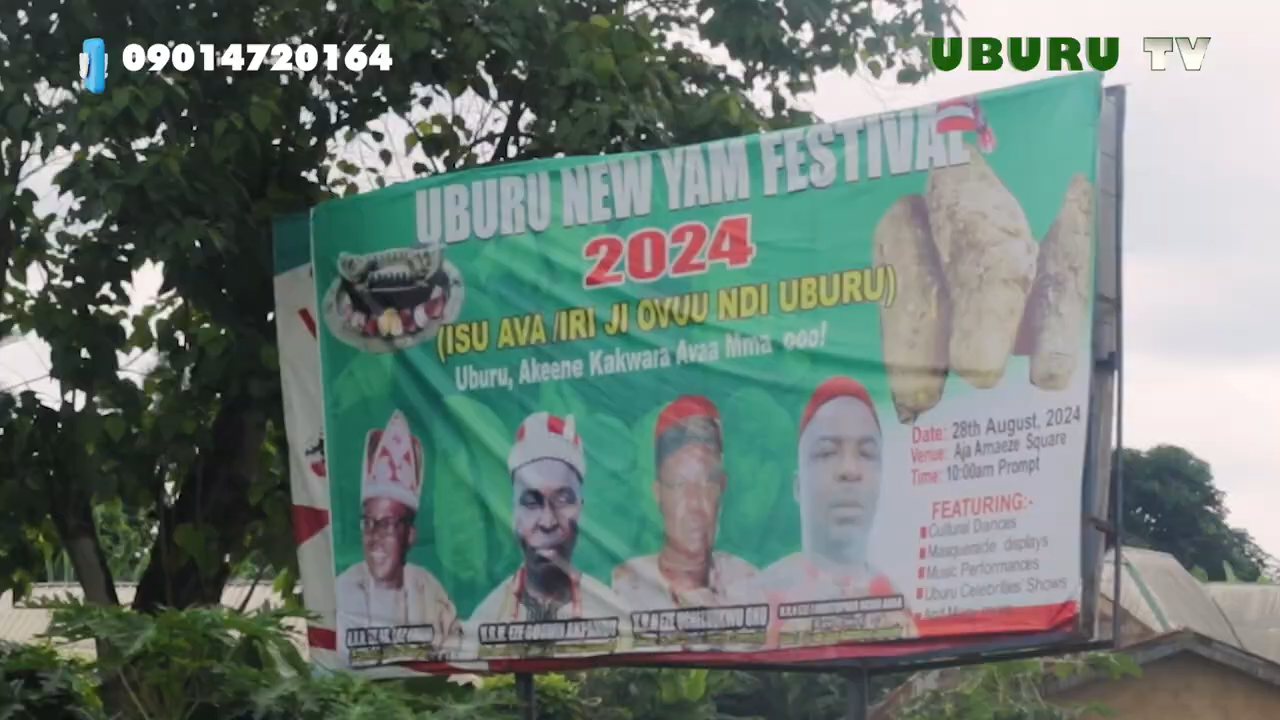 09014720164
UBURU TV
UBURU NEW YAM FESTIVAL
2024
(ISU AVA /IRI JI OVUU NDI UBURU)
Uburu, Akeene Kakwara Avaa Mma ooo!
Date: 28th August, 2024
Venue: Aja Amaeze Square
Time: 10:00am Prompt
FEATURING:-
Cultural Dances
Masquerade displays
Music Performances
Uburu Celebrities Shows